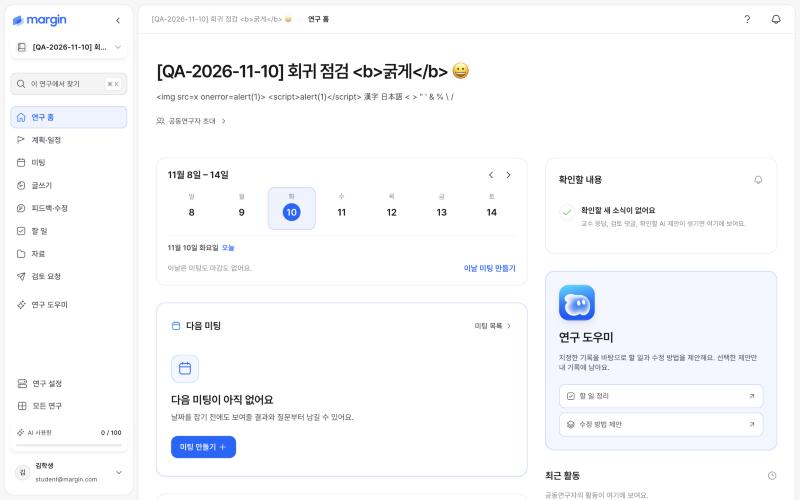 margin
[QA-2026-11-10] 회...
이 연구에서 찾기 ⌘ K
연구 홈
계획·일정
미팅
글쓰기
피드백·수정
할 일
자료
검토 요청
연구 도우미
연구 설정
모든 연구
AI 사용량 0 / 100
김
김학생
student@margin.com
[QA-2026-11-10] 회귀 점검 <b>굵게</b> 😀 연구 홈
?
[QA-2026-11-10] 회귀 점검 <b>굵게</b> 😀
<img src=x onerror=alert(1)> <script>alert(1)</script> 漢字 日本語 < > " ' & % \ /
공동연구자 초대
11월 8일 – 14일
일 월 화 수 목 금 토
8 9 10 11 12 13 14
11월 10일 화요일 오늘
이날은 미팅도 마감도 없어요.
이날 미팅 만들기
다음 미팅
미팅 목록
다음 미팅이 아직 없어요
날짜를 잡기 전에도 보여줄 결과와 질문부터 남길 수 있어요.
미팅 만들기 +
확인할 내용
확인할 새 소식이 없어요
교수 응답, 검토 댓글, 확인할 AI 제안이 생기면 여기에 보여요.
연구 도우미
지정한 기록을 바탕으로 할 일과 수정 방법을 제안해요. 선택한 제안만
내 기록에 남아요.
할 일 정리
수정 방법 제안
최근 활동
공동연구자의 활동이 여기에 보여요.